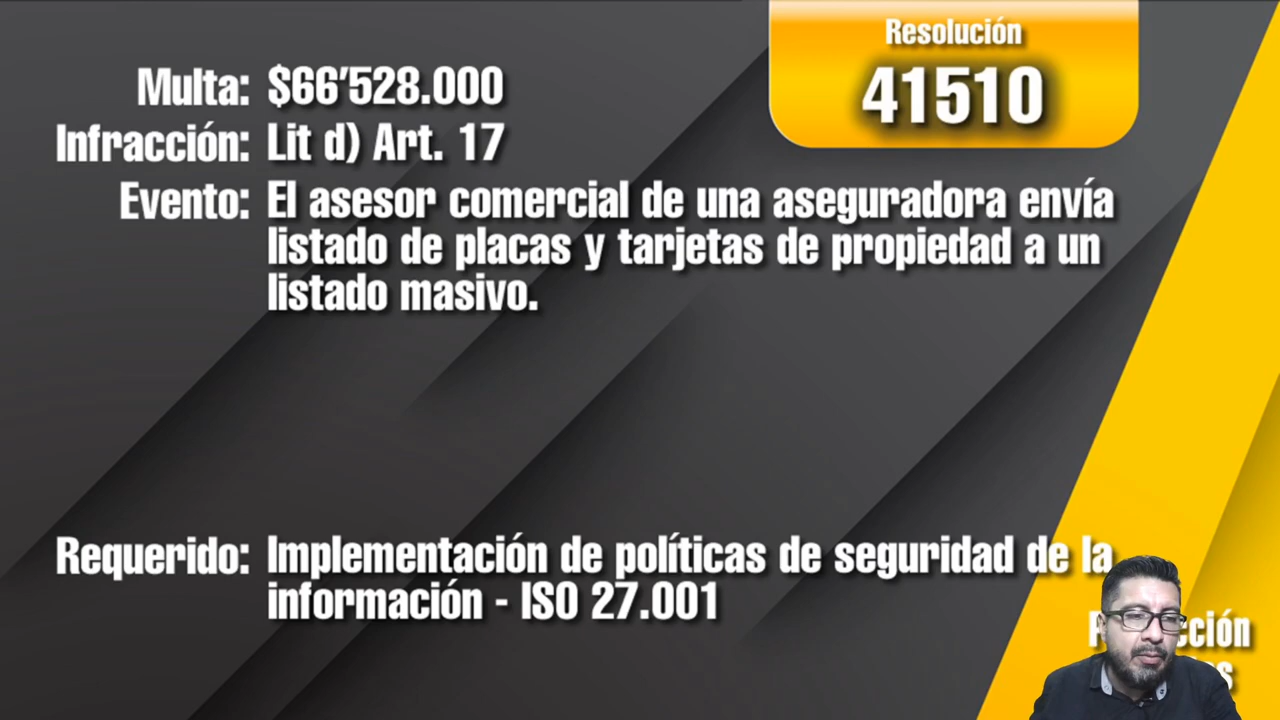 Resolución
41510
Multa: $66’528.000
Infracción: Lit d) Art. 17
Evento: El asesor comercial de una aseguradora envía
listado de placas y tarjetas de propiedad a un
listado masivo.
Requerido: Implementación de políticas de seguridad de la
información - ISO 27.001